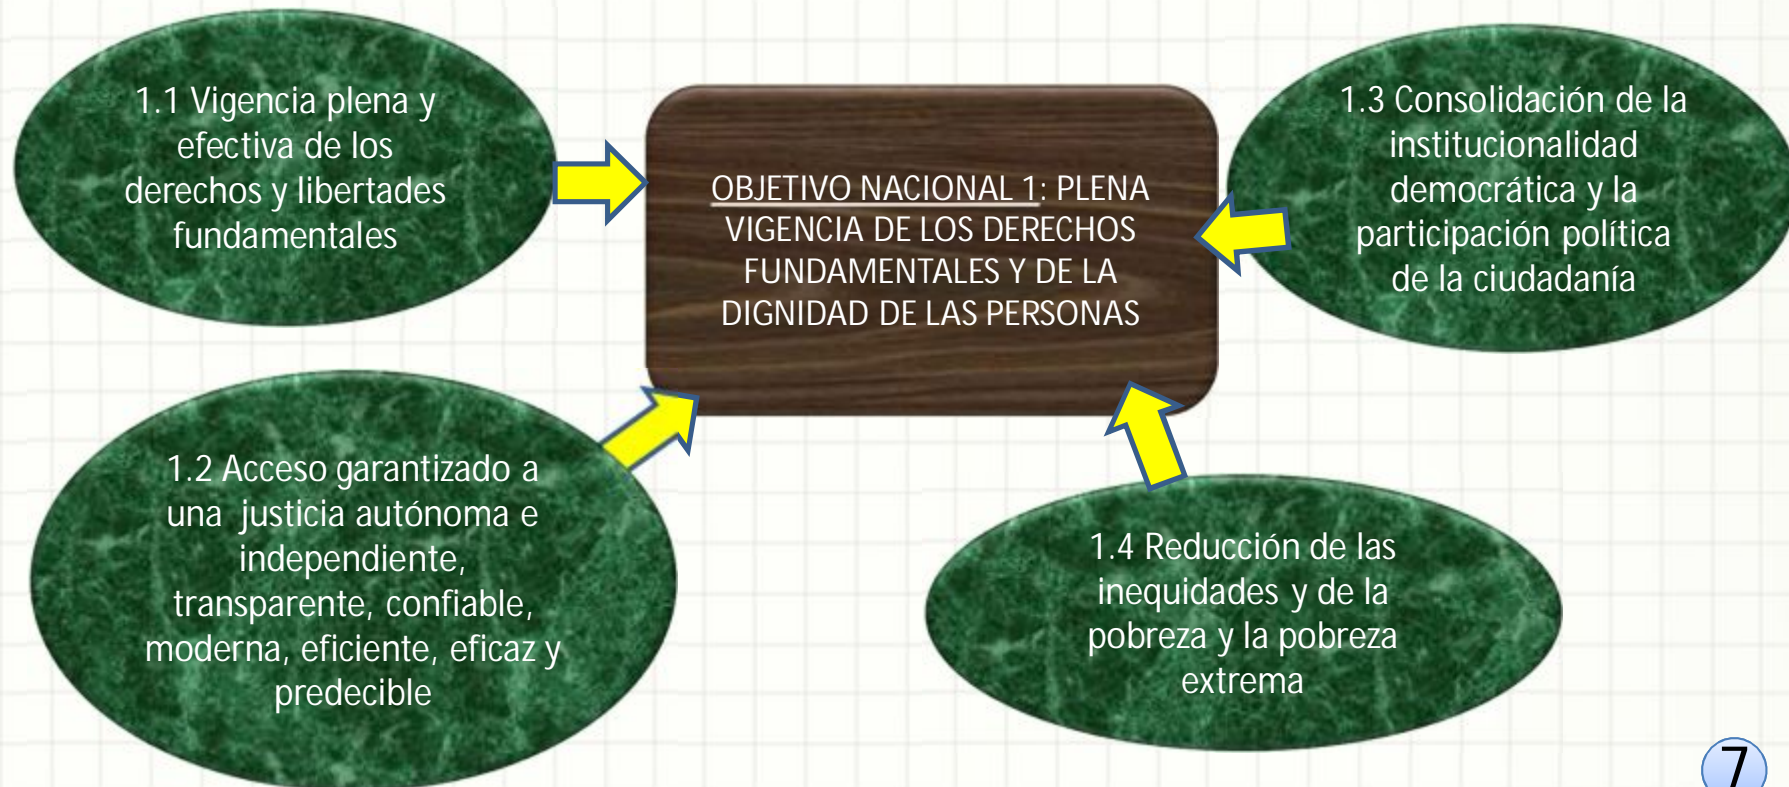 1.1 Vigencia plena y
efectiva de los
derechos y libertades
fundamentales
OBJETIVO NACIONAL 1: PLENA
VIGENCIA DE LOS DERECHOS
FUNDAMENTALES Y DE LA
DIGNIDAD DE LAS PERSONAS
1.3 Consolidación de la
institucionalidad
democrática y la
participación política
de la ciudadanía
1.2 Acceso garantizado a
una justicia autónoma e
independiente,
transparente, confiable,
moderna, eficiente, eficaz y
predecible
1.4 Reducción de las
inequidades y de la
pobreza y la pobreza
extrema
7